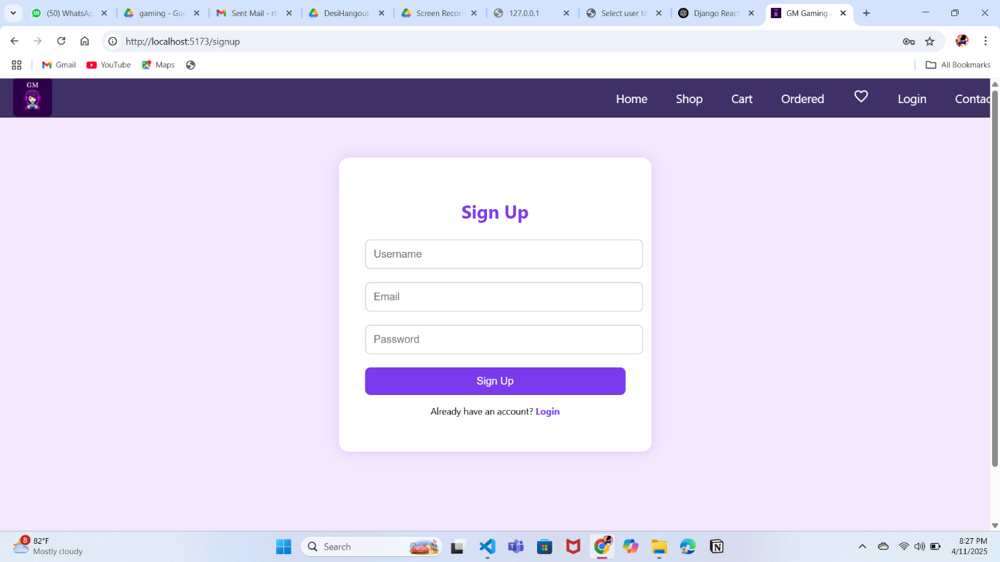 50
(50) WhatsAp
gaming - Goo
Sent Mail - rt
DesiHangout
Screen Recor
127.0.0.1
Select user to
Django React
GM Gaming A
http://localhost:5173/signup
Gmail
YouTube
Maps
All Bookmarks
GM
Home
Shop
Cart
Ordered
Login
Contac
Sign Up
Username
Email
Password
Sign Up
Already have an account? Login
8
82°F
Mostly cloudy
Search
8:27 PM
4/11/2025